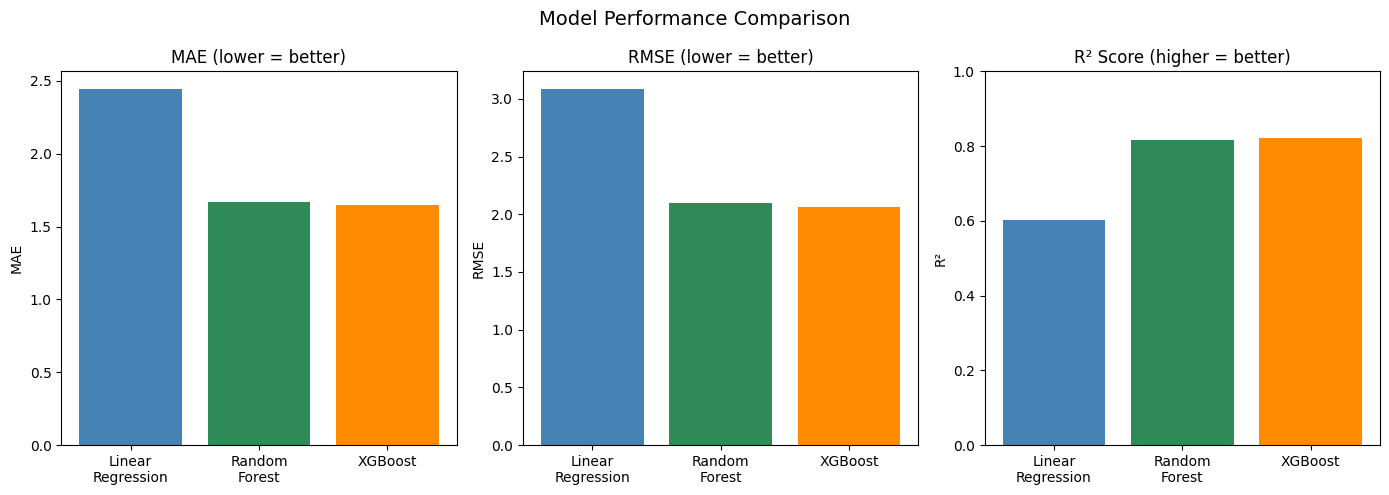 Model Performance Comparison
MAE (lower = better)
MAE
2.5
2.0
1.5
1.0
0.5
0.0
Linear
Regression
Random
Forest
XGBoost
RMSE (lower = better)
RMSE
3.0
2.5
2.0
1.5
1.0
0.5
0.0
Linear
Regression
Random
Forest
XGBoost
R² Score (higher = better)
R²
1.0
0.8
0.6
0.4
0.2
0.0
Linear
Regression
Random
Forest
XGBoost